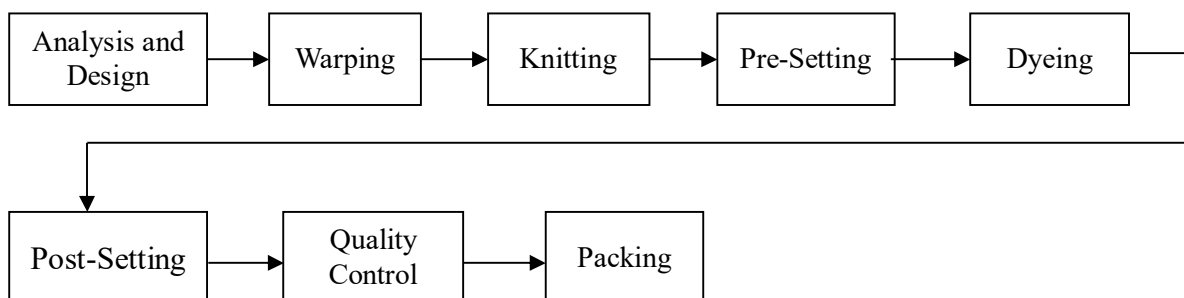 Analysis and
Design
Warping
Knitting
Pre-Setting
Dyeing
Post-Setting
Quality
Control
Packing